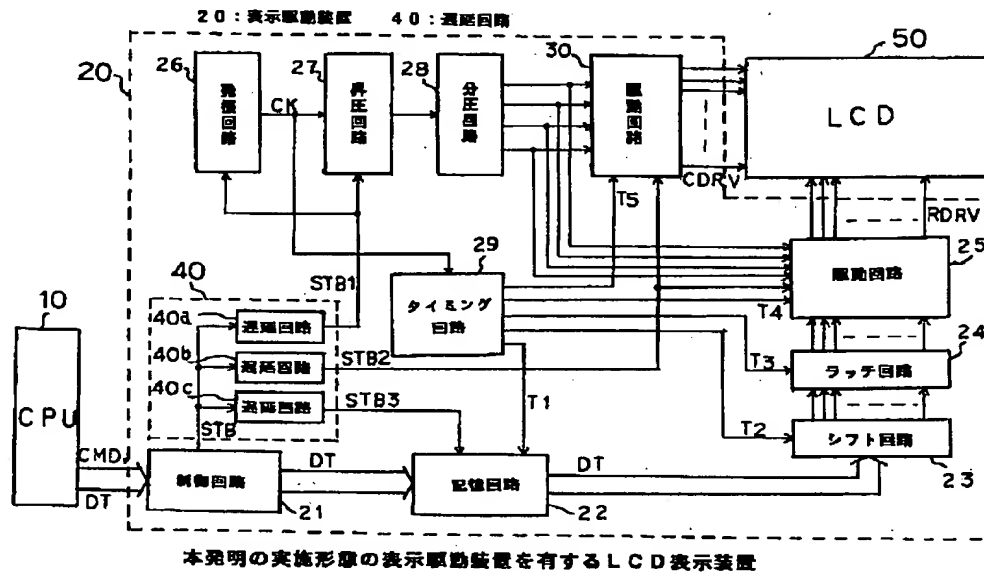 20：表示駆動装置 40：遅延回路
30
50
26
27
28
20
発振回路
CK
昇圧回路
分圧回路
駆動回路
LCD
CDRV
T5
RDRV
29
25
駆動回路
タイミング回路
STB1
40
T4
10
40a
遅延回路
24
40b
遅延回路
STB2
T3
ラッチ回路
40c
遅延回路
STB3
T1
CPU
STB
T2
シフト回路
CMD
制御回路
DT
記憶回路
DT
23
DT
21
22
本発明の実施形態の表示駆動装置を有するLCD表示装置